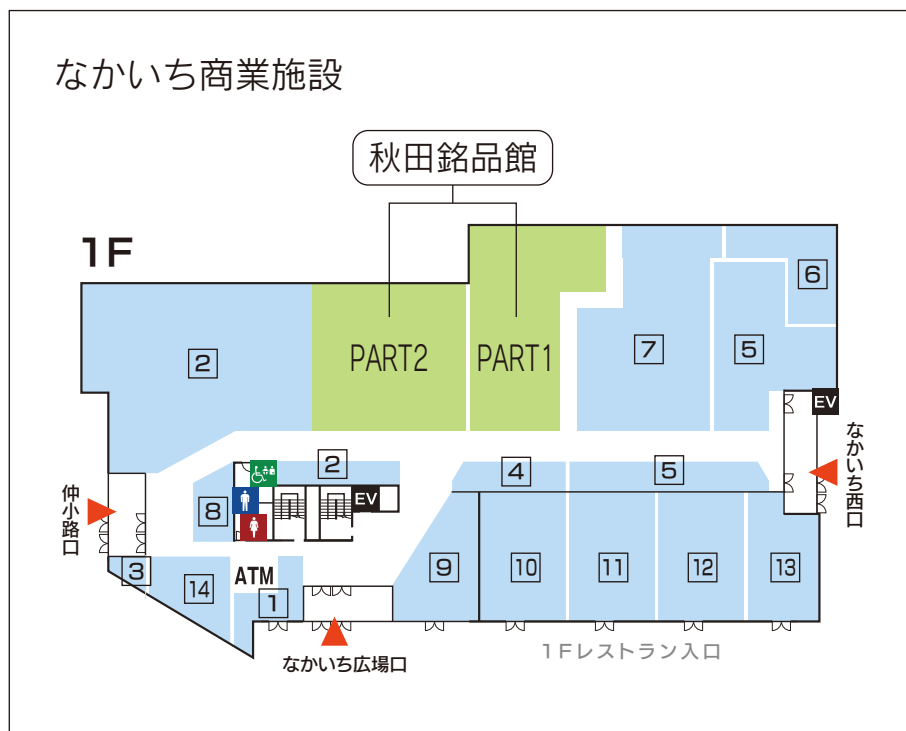 なかいち商業施設
秋田銘品館
1F
6
2
PART2
PART1
7
5
EV
なかいち西口
2
4
5
仲小路口
8
EV
3
14
ATM
1
9
10
11
12
13
1Fレストラン入口
なかいち広場口